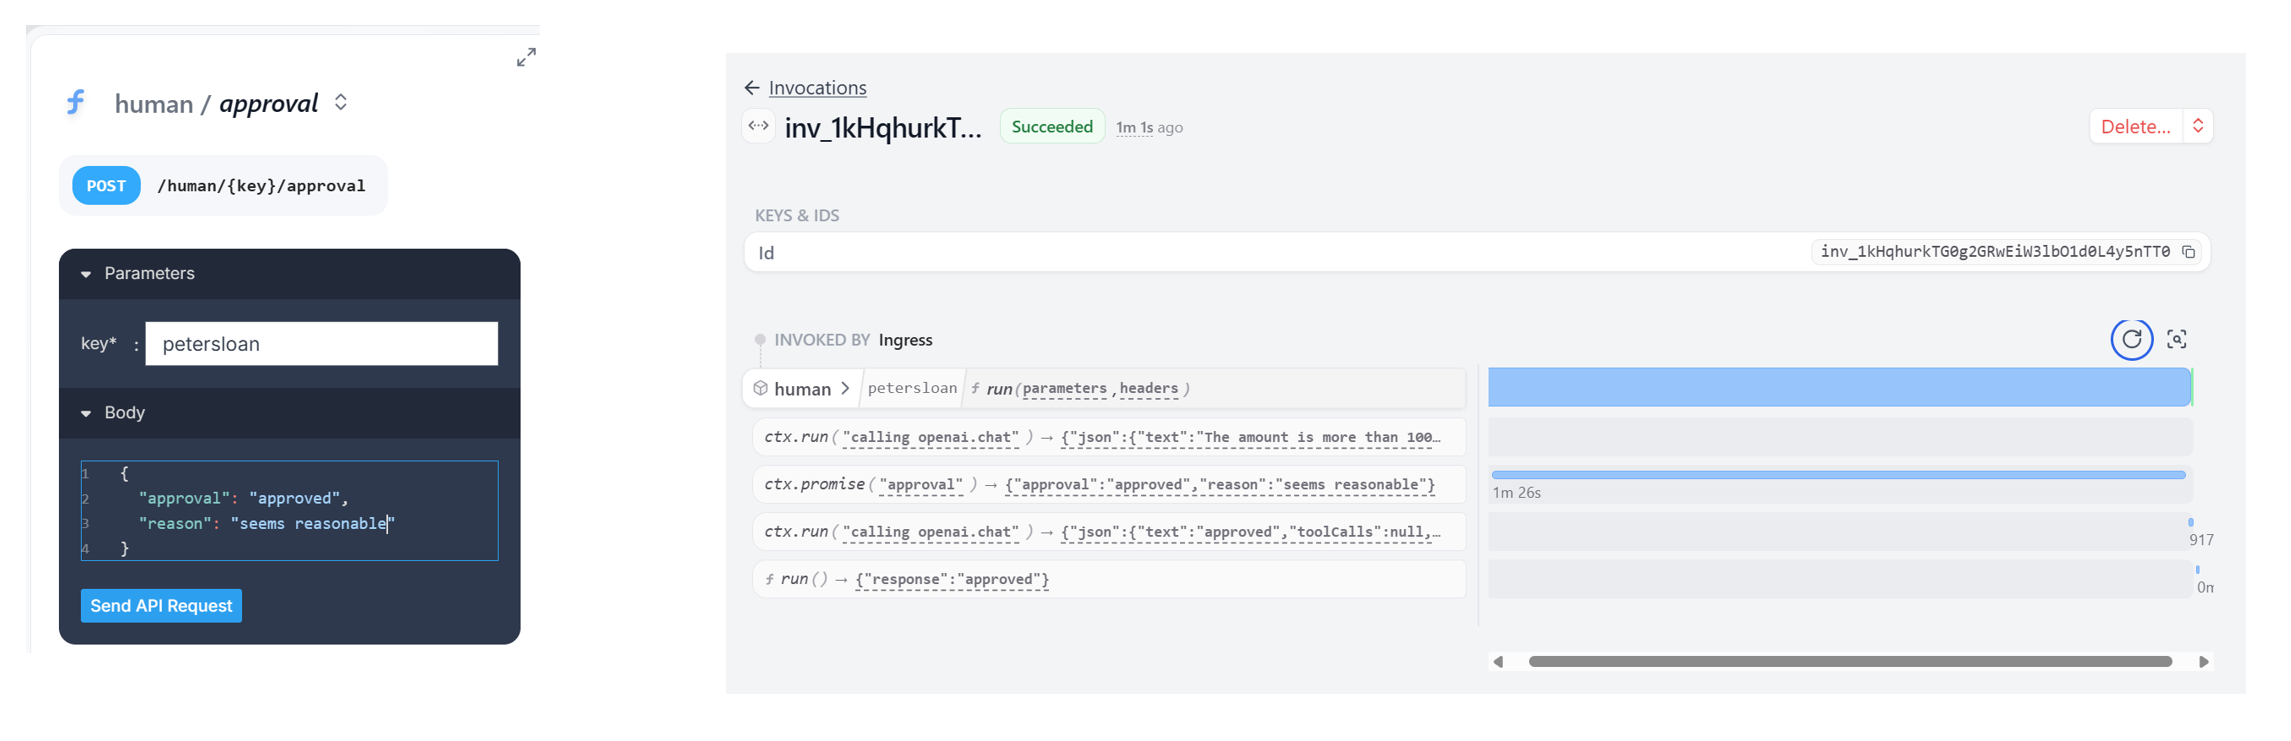 human / approval
POST /human/{key}/approval
Parameters
key* : petersloan
Body
1 {
2 "approval": "approved",
3 "reason": "seems reasonable"
4 }
Send API Request
← Invocations
inv_1kHqhurkT... Succeeded 1m 1s ago Delete...
KEYS & IDS
Id inv_1kHqhurkTG0g2GRwEiW3lbO1d0L4y5nTT0
INVOKED BY Ingress
human petersloan f run(parameters,headers)
ctx.run("calling openai.chat") → {"json":{"text":"The amount is more than 100…
ctx.promise("approval") → {"approval":"approved","reason":"seems reasonable"}
1m 26s
ctx.run("calling openai.chat") → {"json":{"text":"approved","toolCalls":null,…
917
f run() → {"response":"approved"}
0m